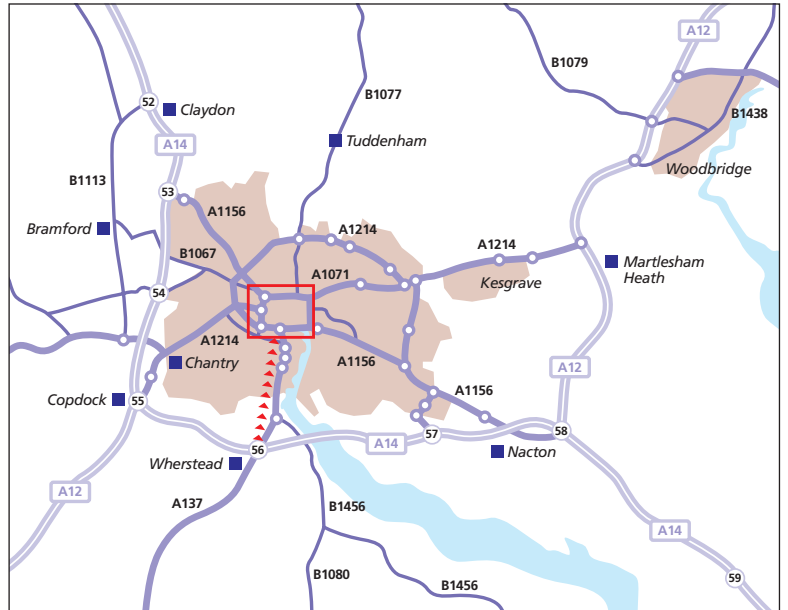 A12
B1079
B1077
B1438
52
Claydon
Tuddenham
A14
Woodbridge
B1113
53
A1156
Bramford
A1214
A1214
B1067
A1071
Martlesham
Heath
Kesgrave
54
A1214
Chantry
A1156
A12
A1156
Copdock
55
57
58
A14
56
Nacton
Wherstead
A12
A137
B1456
A14
B1080
B1456
59